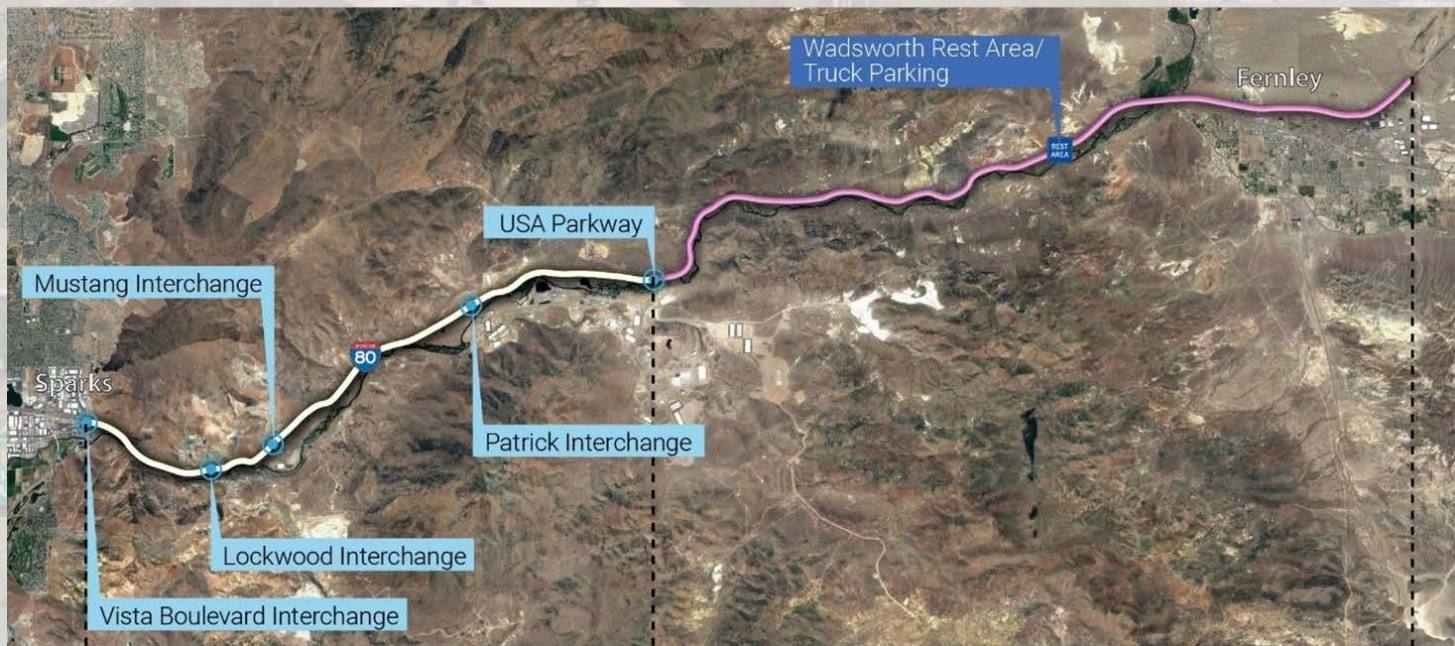 Wadsworth Rest Area/
Truck Parking
Fernley
REST
AREA
USA Parkway
Mustang Interchange
80
Sparks
Patrick Interchange
Lockwood Interchange
Vista Boulevard Interchange